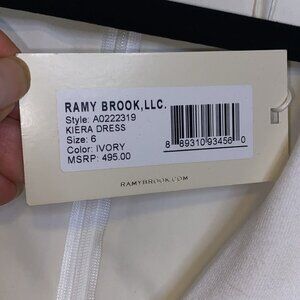 RAMY BROOK,LLC.
Style: A0222319
KIERA DRESS
Size: 6
Color: IVORY
MSRP: 495.00
8 89310 93456 0
RAMYBROOK.COM